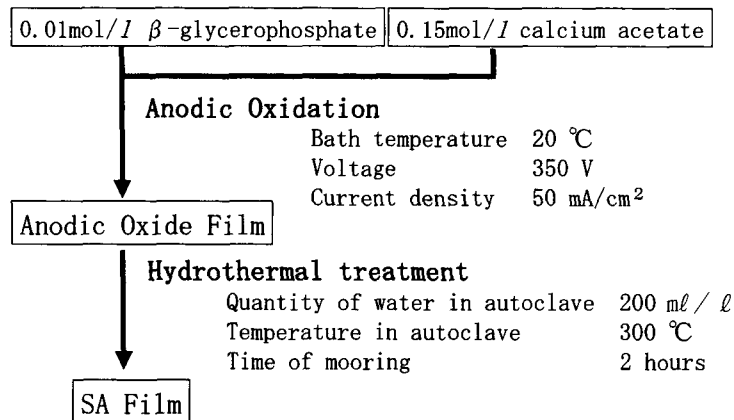 0.01mol/l β-glycerophosphate
0.15mol/l calcium acetate
Anodic Oxidation
Bath temperature 20 ℃
Voltage 350 V
Current density 50 mA/cm²
Anodic Oxide Film
Hydrothermal treatment
Quantity of water in autoclave 200 mℓ/ ℓ
Temperature in autoclave 300 ℃
Time of mooring 2 hours
SA Film